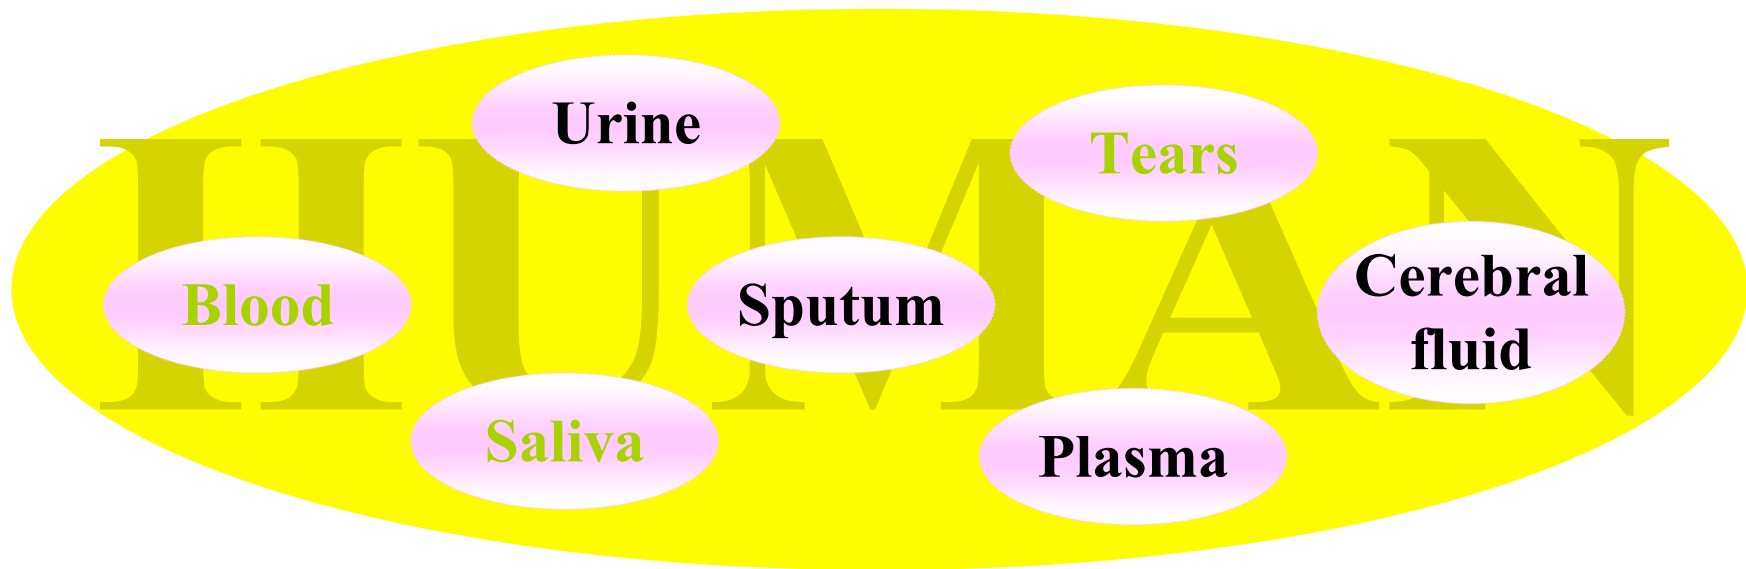 HUMAN
Urine
Tears
Blood
Sputum
Cerebral
fluid
Saliva
Plasma